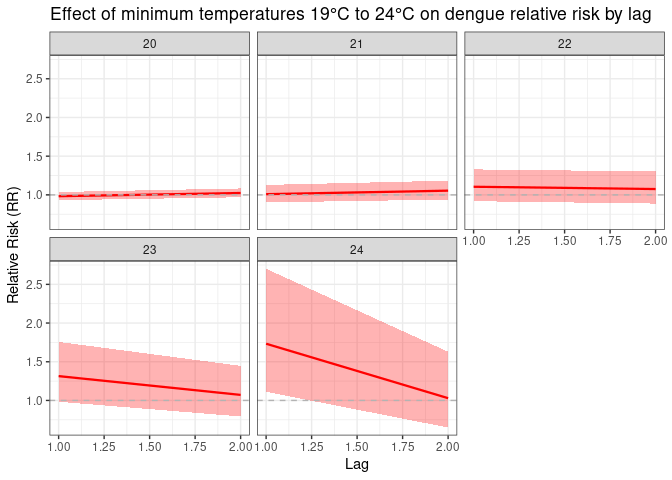 Effect of minimum temperatures 19°C to 24°C on dengue relative risk by lag
20 21 22
2.5
2.0
1.5
1.0
1.00 1.25 1.50 1.75 2.00
23 24
2.5
2.0
1.5
1.0
1.00 1.25 1.50 1.75 2.00 1.00 1.25 1.50 1.75 2.00
Relative Risk (RR)
Lag